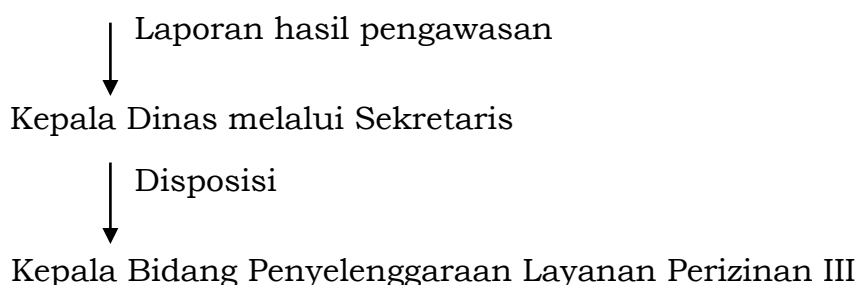 Laporan hasil pengawasan
Kepala Dinas melalui Sekretaris
Disposisi
Kepala Bidang Penyelenggaraan Layanan Perizinan III